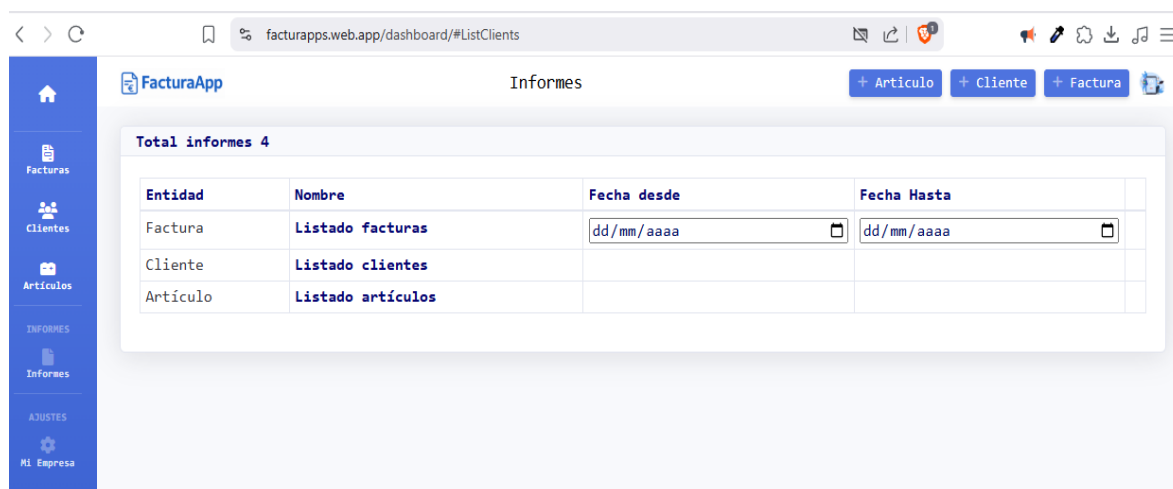 facturapps.web.app/dashboard/#ListClients
1
FacturaApp
Informes
+ Articulo
+ Cliente
+ Factura
Facturas
Clientes
Artículos
INFORMES
Informes
AJUSTES
Mi Empresa
Total informes 4
Entidad Nombre Fecha desde Fecha Hasta
Factura Listado facturas dd/mm/aaaa dd/mm/aaaa
Cliente Listado clientes
Artículo Listado artículos